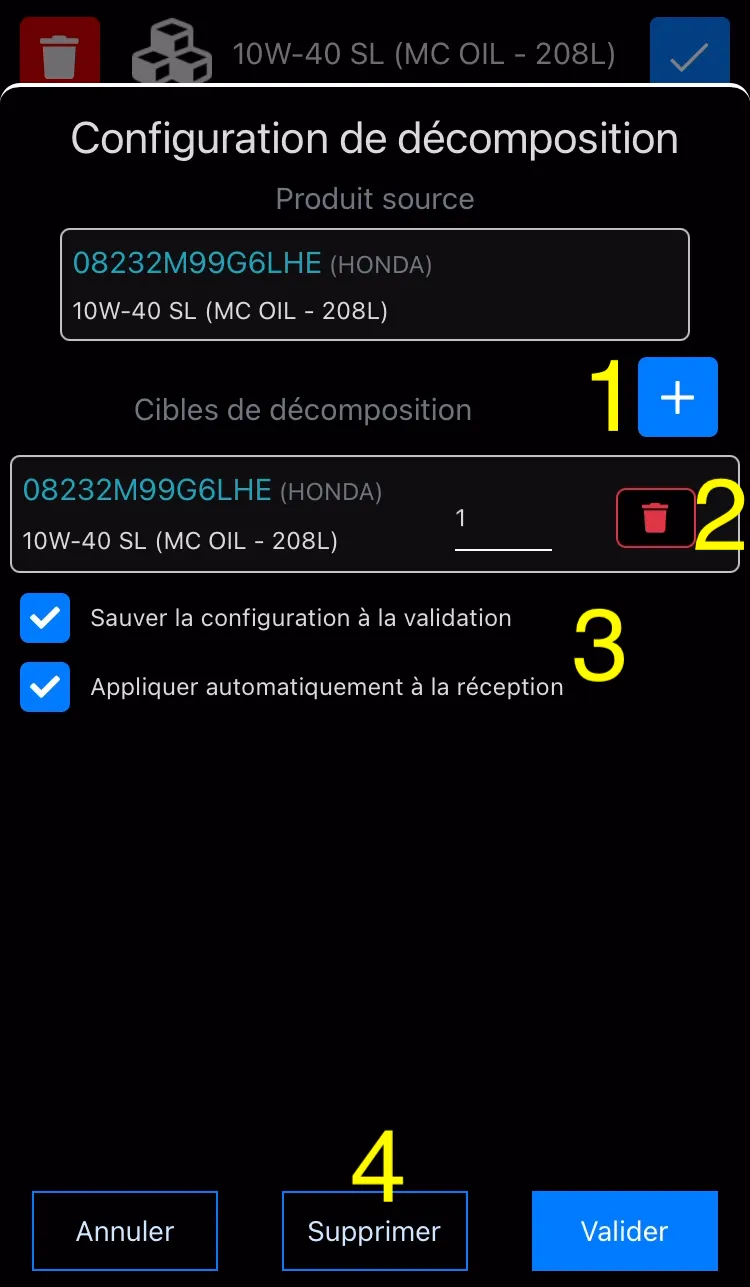 10W-40 SL (MC OIL - 208L)
Configuration de décomposition
Produit source
08232M99G6LHE (HONDA)
10W-40 SL (MC OIL - 208L)
1
Cibles de décomposition
08232M99G6LHE (HONDA)
10W-40 SL (MC OIL - 208L)
1
2
Sauver la configuration à la validation
3
Appliquer automatiquement à la réception
4
Annuler
Supprimer
Valider